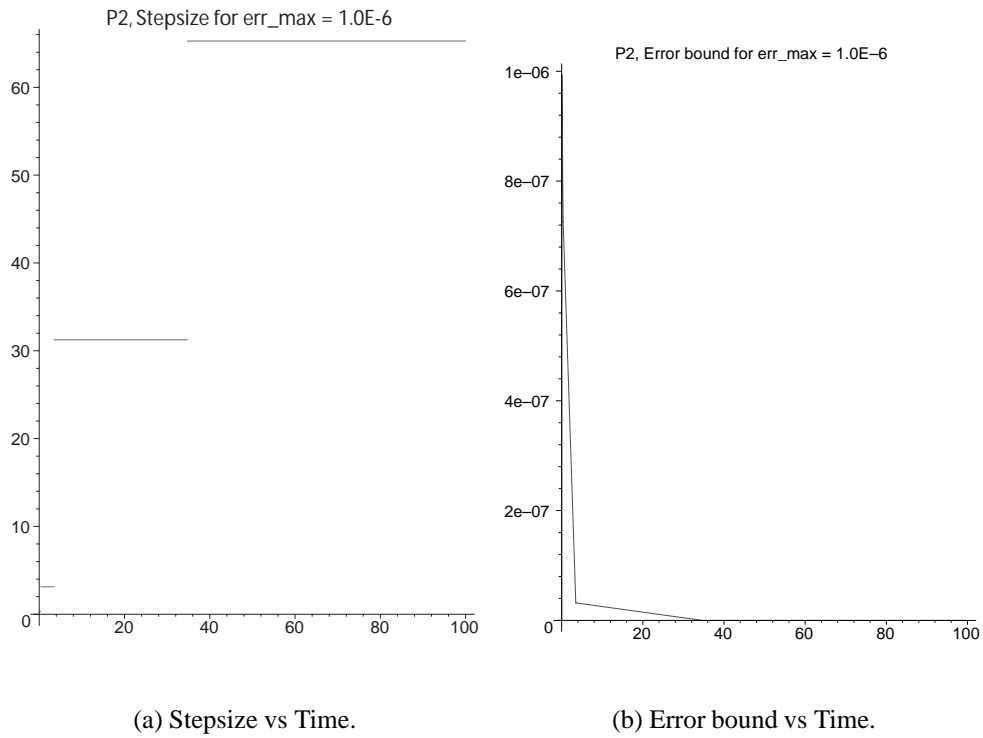 P2, Stepsize for err_max = 1.0E-6
60
50
40
30
20
10
0
20 40 60 80 100
(a) Stepsize vs Time.
P2, Error bound for err_max = 1.0E–6
1e–06
8e–07
6e–07
4e–07
2e–07
0
20 40 60 80 100
(b) Error bound vs Time.